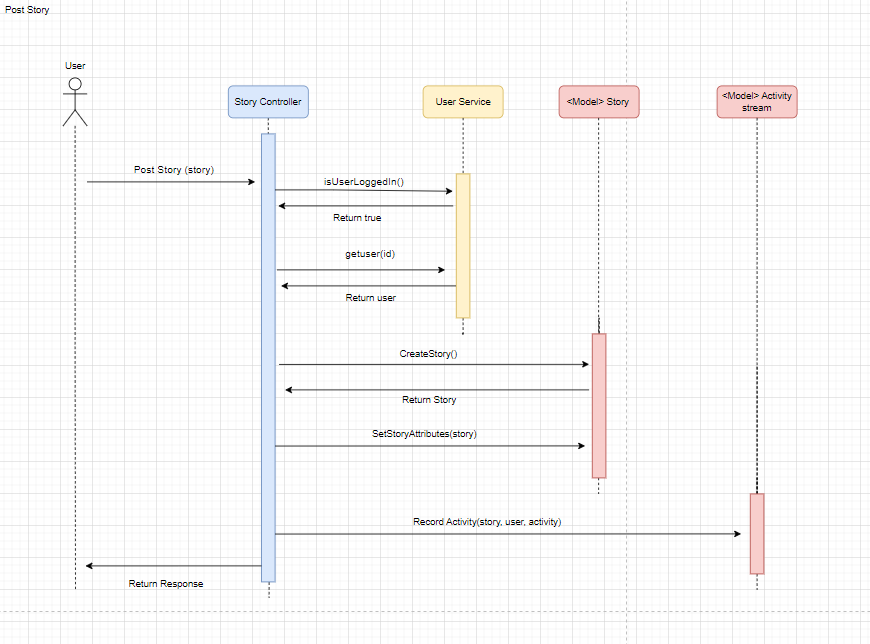 Post Story
User
Story Controller
User Service
<Model> Story
<Model> Activity
stream
Post Story (story)
isUserLoggedIn()
Return true
getuser(id)
Return user
CreateStory()
Return Story
SetStoryAttributes(story)
Record Activity(story, user, activity)
Return Response